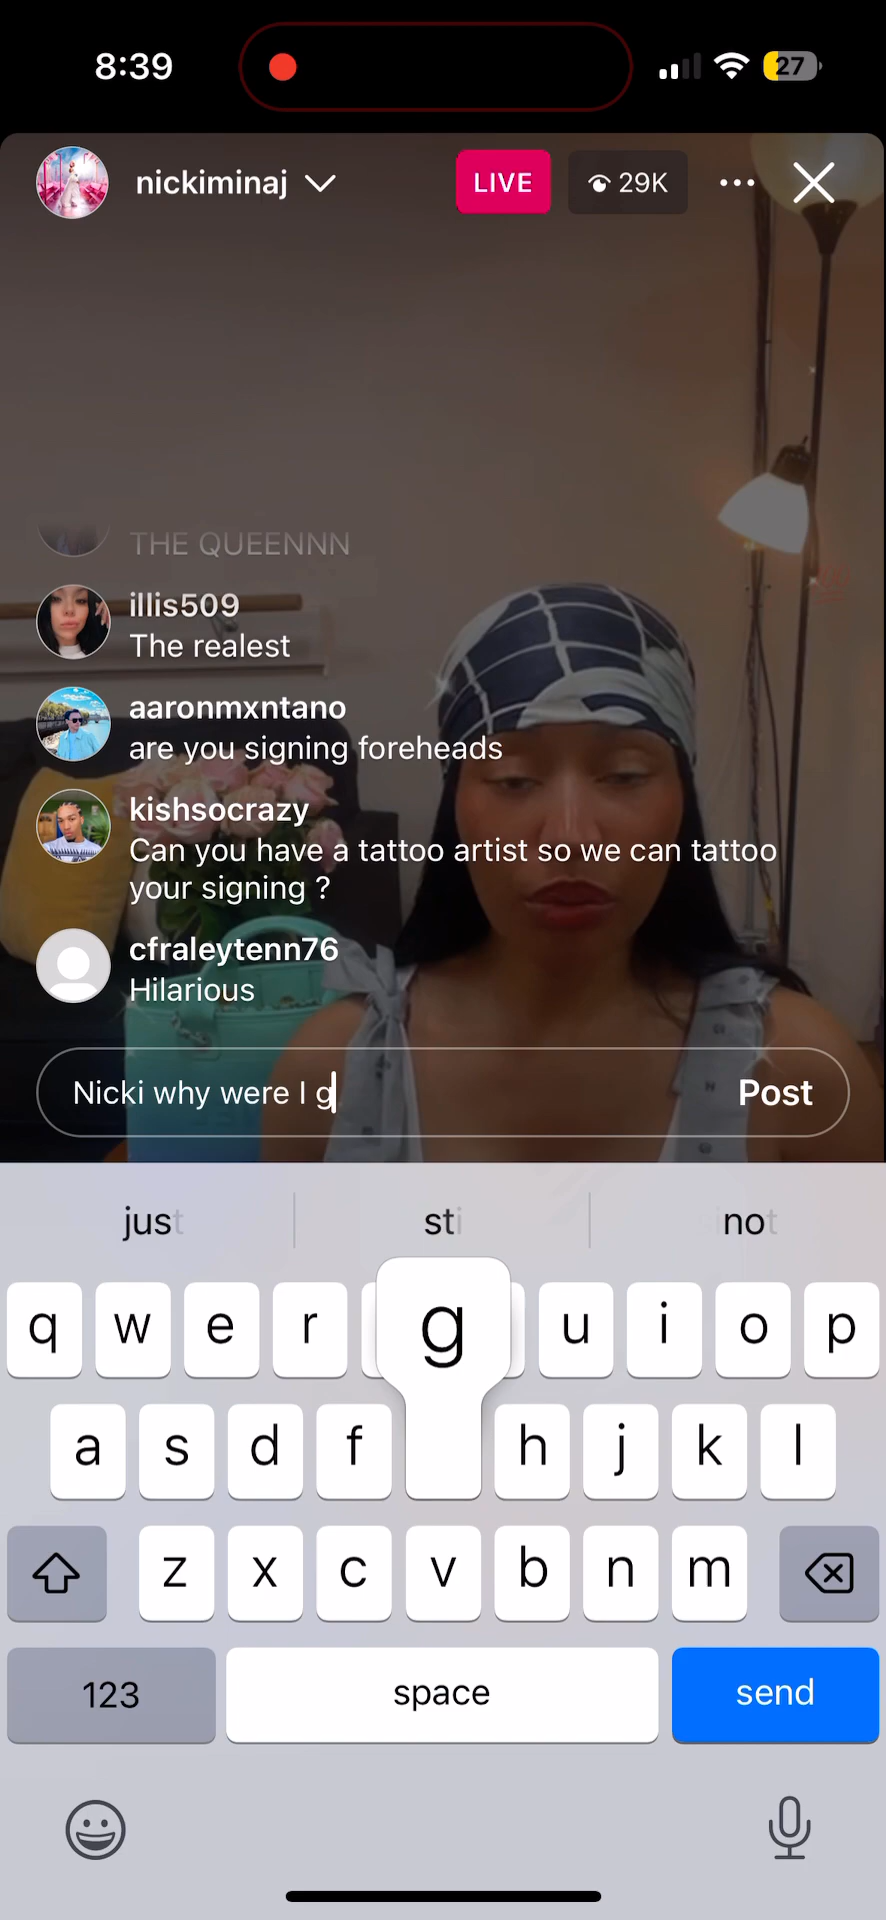 8:39
27
nickiminaj
LIVE
29K
THE QUEENNN
illis509
The realest
aaronmxntano
are you signing foreheads
kishsocrazy
Can you have a tattoo artist so we can tattoo
your signing ?
cfraleytenn76
Hilarious
Nicki why were I g
Post
just
sti
not
q w e r g u i o p
a s d f h j k l
z x c v b n m
123
space
send